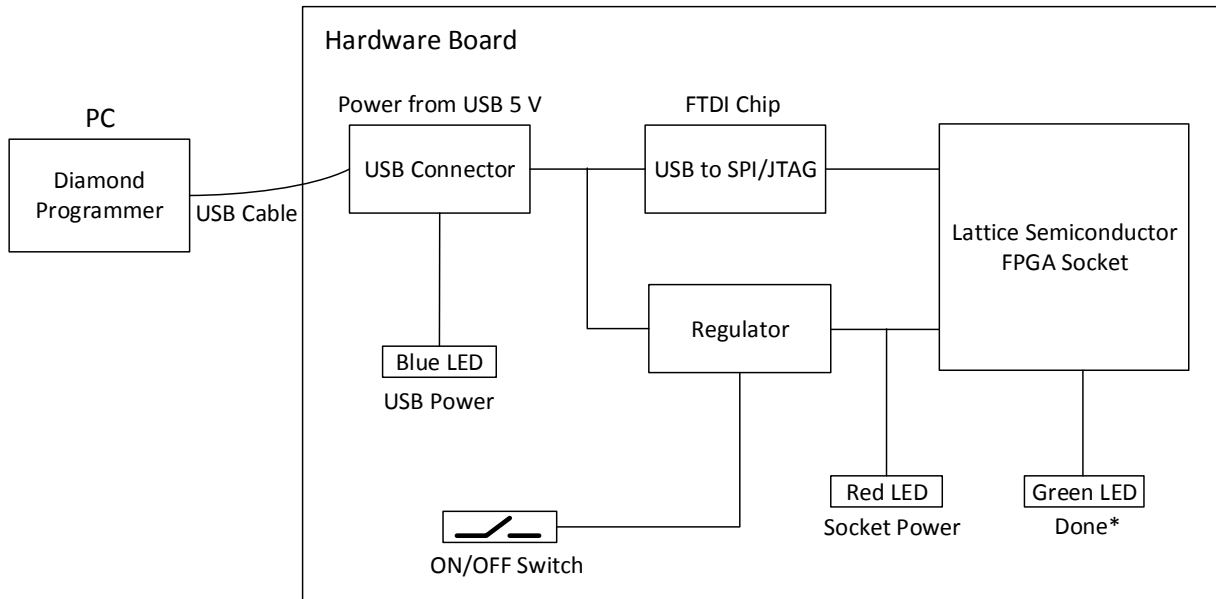 Hardware Board
Power from USB 5 V
FTDI Chip
PC
USB Connector
USB to SPI/JTAG
Diamond
Programmer
USB Cable
Lattice Semiconductor
FPGA Socket
Regulator
Blue LED
USB Power
Red LED
Green LED
Socket Power
Done*
ON/OFF Switch